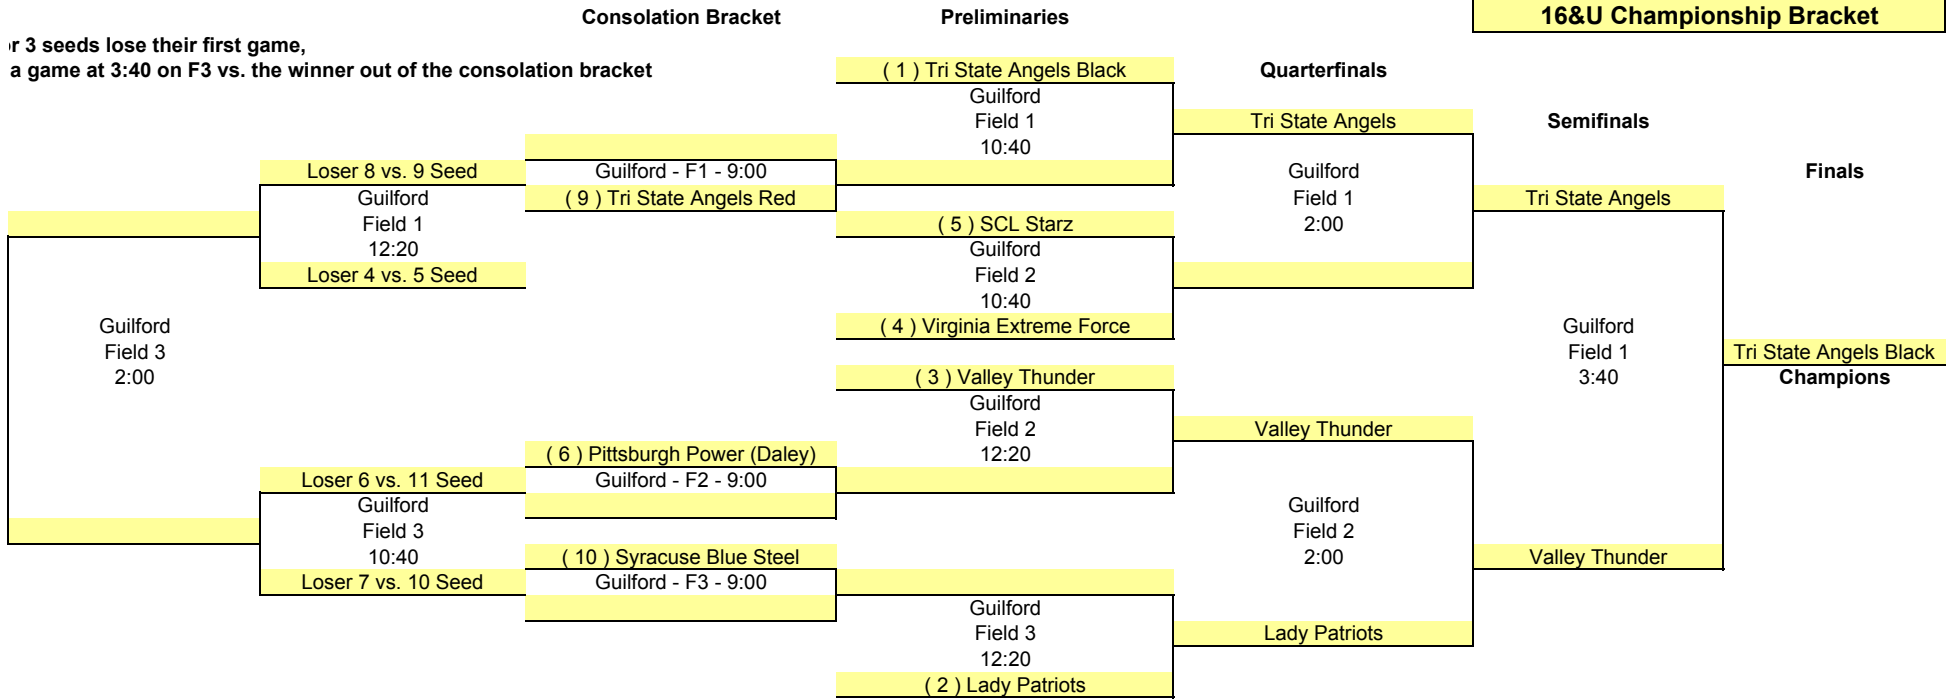 Consolation Bracket
Preliminaries
16&U Championship Bracket
r 3 seeds lose their first game,
a game at 3:40 on F3 vs. the winner out of the consolation bracket
( 1 ) Tri State Angels Black
Quarterfinals
Guilford
Field 1
10:40
Tri State Angels
Semifinals
Loser 8 vs. 9 Seed
Guilford - F1 - 9:00
Guilford
Finals
Guilford
( 9 ) Tri State Angels Red
Field 1
Tri State Angels
Field 1
( 5 ) SCL Starz
2:00
12:20
Guilford
Loser 4 vs. 5 Seed
Field 2
10:40
Guilford
( 4 ) Virginia Extreme Force
Guilford
Field 3
Field 1
Tri State Angels Black
2:00
( 3 ) Valley Thunder
3:40
Champions
Guilford
Field 2
Valley Thunder
( 6 ) Pittsburgh Power (Daley)
12:20
Loser 6 vs. 11 Seed
Guilford - F2 - 9:00
Guilford
Guilford
Field 3
Field 2
10:40
( 10 ) Syracuse Blue Steel
2:00
Valley Thunder
Loser 7 vs. 10 Seed
Guilford - F3 - 9:00
Guilford
Field 3
Lady Patriots
12:20
( 2 ) Lady Patriots